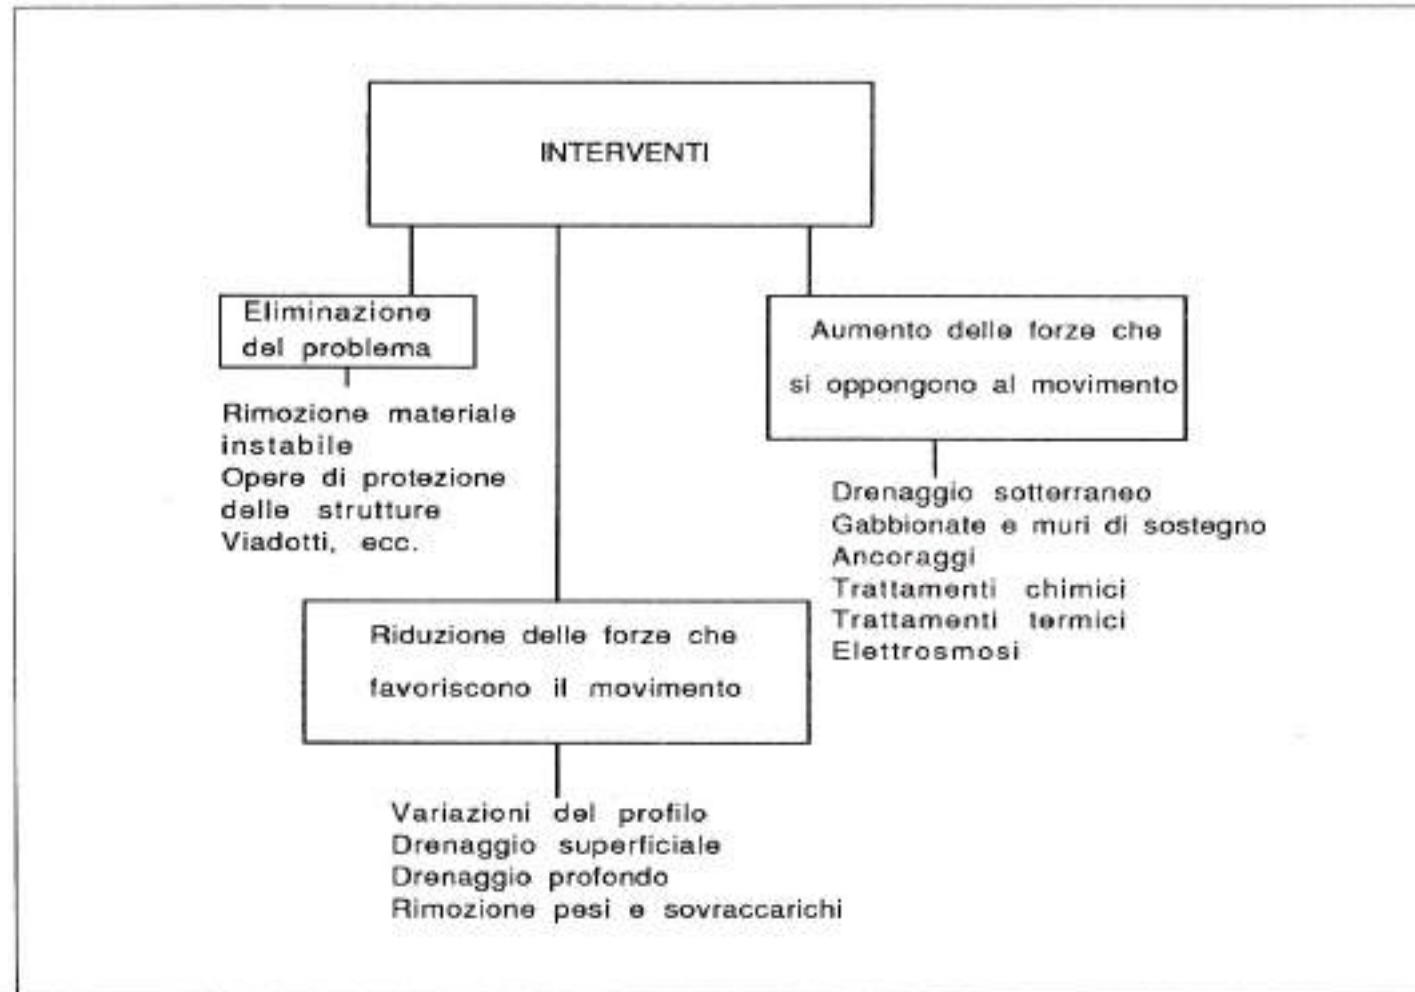 INTERVENTI
Eliminazione
del problema
Rimozione materiale
instabile
Opere di protezione
delle strutture
Viadotti, ecc.
Aumento delle forze che
si oppongono al movimento
Drenaggio sotterraneo
Gabbionate e muri di sostegno
Ancoraggi
Trattamenti chimici
Trattamenti termici
Elettrosmosi
Riduzione delle forze che
favoriscono il movimento
Variazioni del profilo
Drenaggio superficiale
Drenaggio profondo
Rimozione pesi e sovraccarichi